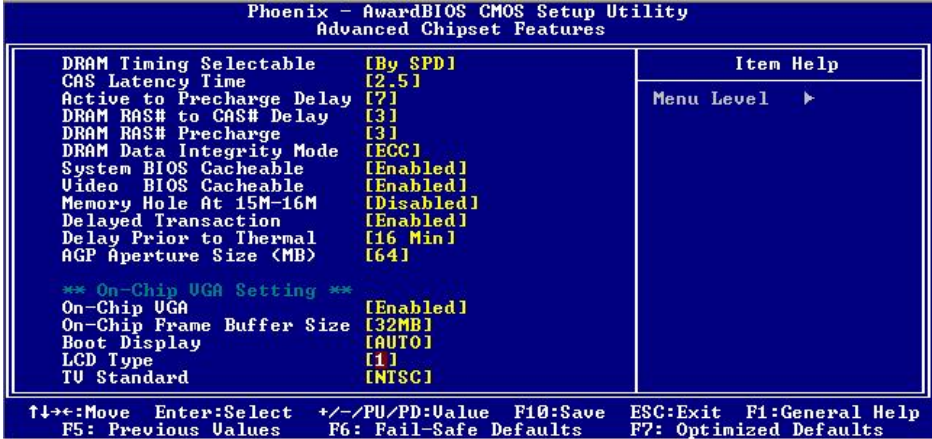 Phoenix - AwardBIOS CMOS Setup Utility
Advanced Chipset Features
DRAM Timing Selectable [By SPD]
CAS Latency Time [2.5]
Active to Precharge Delay [7]
DRAM RAS# to CAS# Delay [3]
DRAM RAS# Precharge [3]
DRAM Data Integrity Mode [ECC]
System BIOS Cacheable [Enabled]
Video BIOS Cacheable [Enabled]
Memory Hole At 15M-16M [Disabled]
Delayed Transaction [Enabled]
Delay Prior to Thermal [16 Min]
AGP Aperture Size (MB) [64]
** On-Chip VGA Setting **
On-Chip VGA [Enabled]
On-Chip Frame Buffer Size [32MB]
Boot Display [AUTO]
LCD Type [1]
TV Standard [NTSC]
Item Help
Menu Level ▸
↑↓→←:Move Enter:Select +/-/PU/PD:Value F10:Save ESC:Exit F1:General Help
F5: Previous Values F6: Fail-Safe Defaults F7: Optimized Defaults